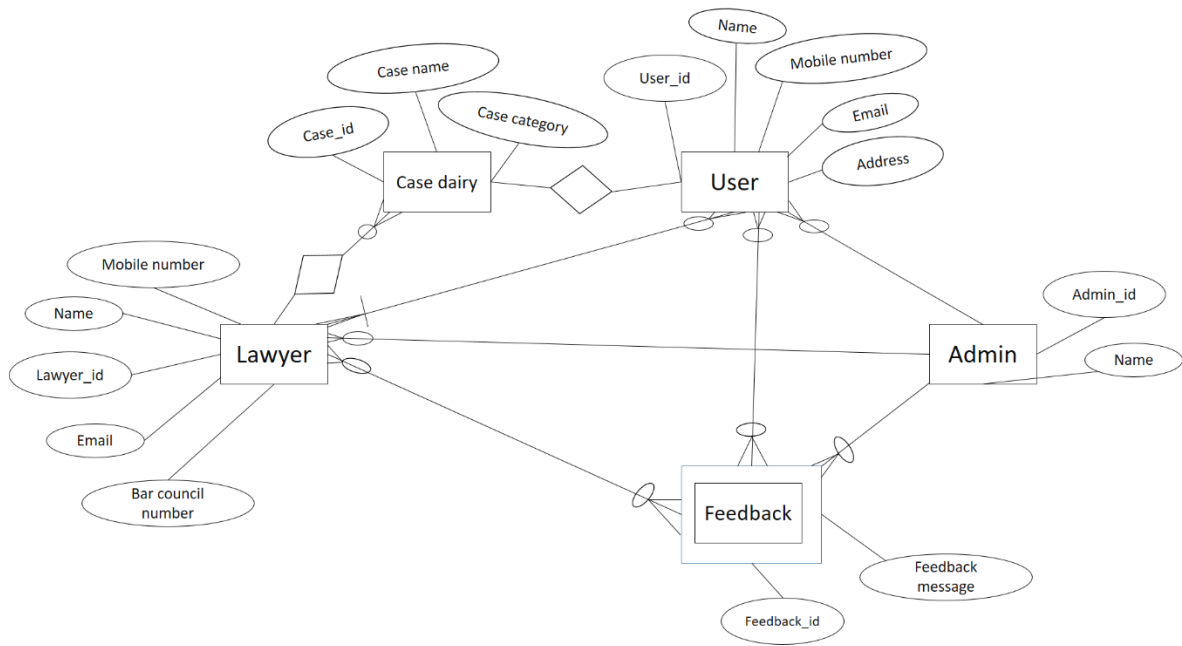 Name
Case name
Mobile number
User_id
Case category
Email
Case_id
Address
Case dairy
User
Mobile number
Admin_id
Name
Lawyer
Admin
Lawyer_id
Name
Email
Bar council
number
Feedback
Feedback
message
Feedback_id